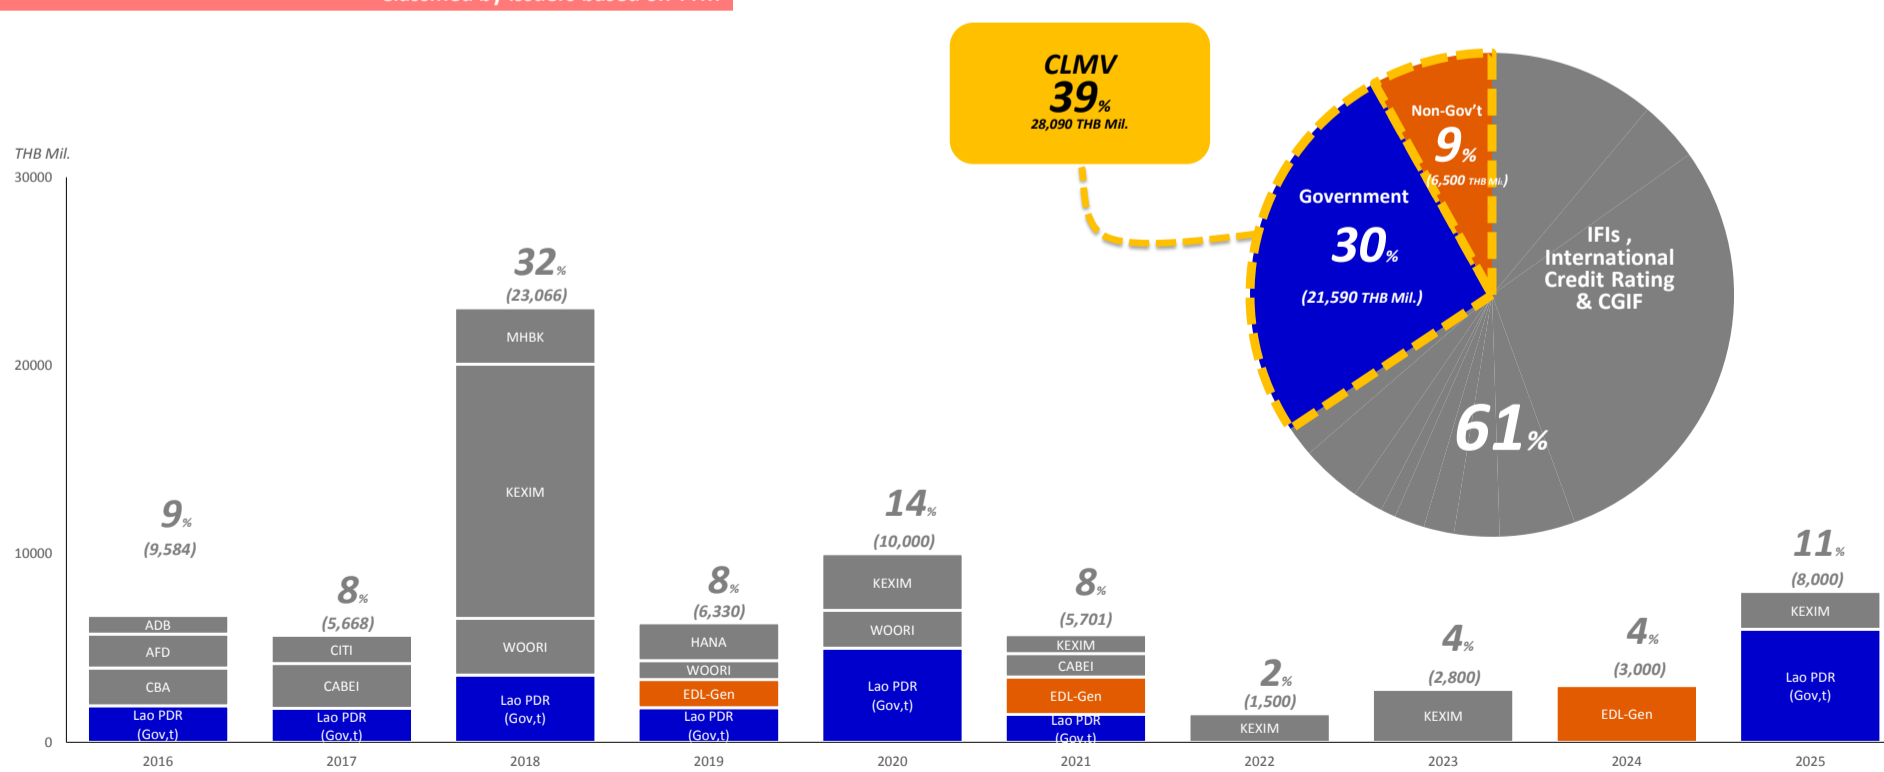 CLMV
39%
28,090 THB Mil.
Non-Gov't
9%
(6,500 THB Mil.)
Government
30%
(21,590 THB Mil.)
IFIs ,
International
Credit Rating
& CGIF
61%
THB Mil.
30000
20000
10000
0
9%
(9,584)
ADB
AFD
CBA
Lao PDR
(Gov,t)
2016
8%
(5,668)
CITI
CABEI
Lao PDR
(Gov,t)
2017
32%
(23,066)
MHBK
KEXIM
WOORI
Lao PDR
(Gov,t)
2018
8%
(6,330)
HANA
WOORI
EDL-Gen
Lao PDR
(Gov,t)
2019
14%
(10,000)
KEXIM
WOORI
Lao PDR
(Gov,t)
2020
8%
(5,701)
KEXIM
CABEI
EDL-Gen
Lao PDR
(Gov,t)
2021
2%
(1,500)
KEXIM
2022
4%
(2,800)
KEXIM
2023
4%
(3,000)
EDL-Gen
2024
11%
(8,000)
KEXIM
Lao PDR
(Gov,t)
2025